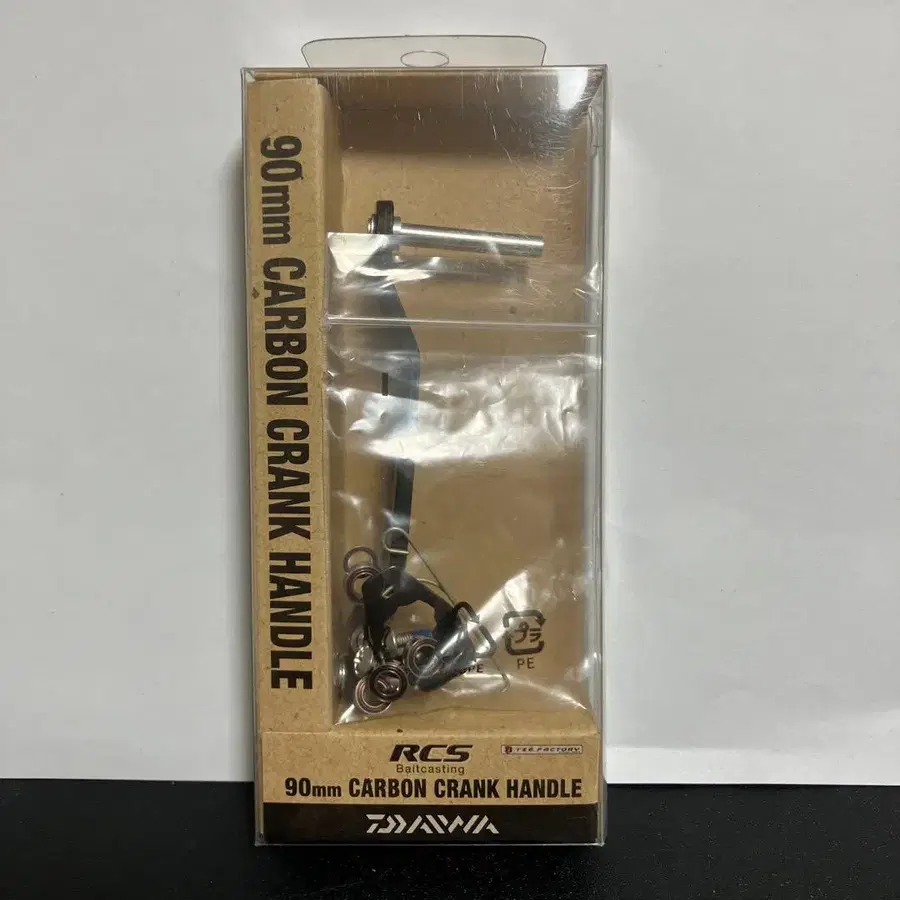 90mm CARBON CRANK HANDLE
プラ
PE
RCS
Baitcasting
90mm CARBON CRANK HANDLE
DAIWA